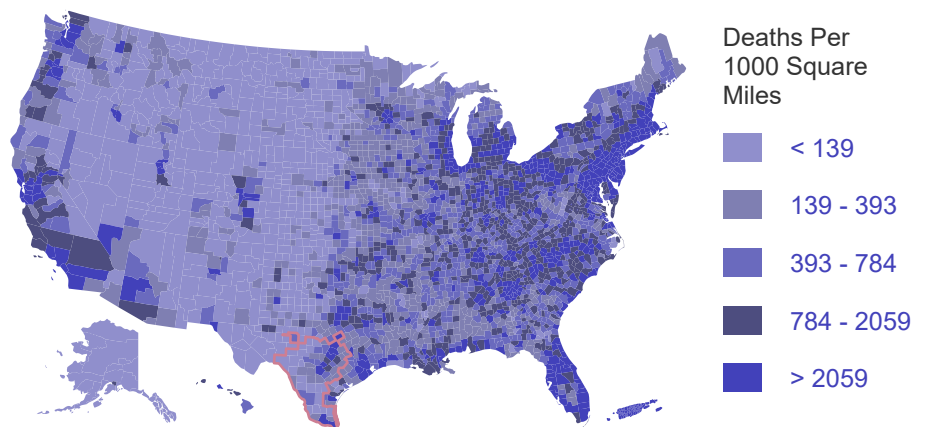 Deaths Per
1000 Square
Miles
< 139
139 - 393
393 - 784
784 - 2059
> 2059